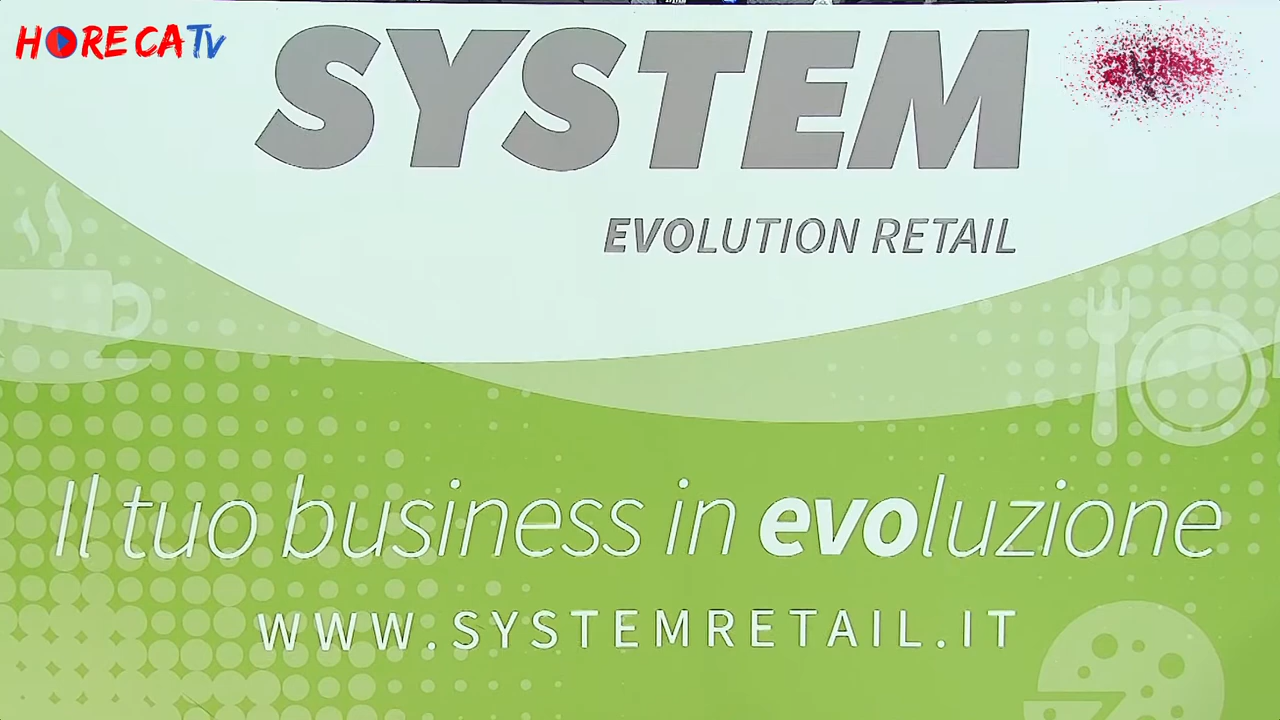 HORECATv
SYSTEM
EVOLUTION RETAIL
Il tuo business in evoluzione
WWW.SYSTEMRETAIL.IT